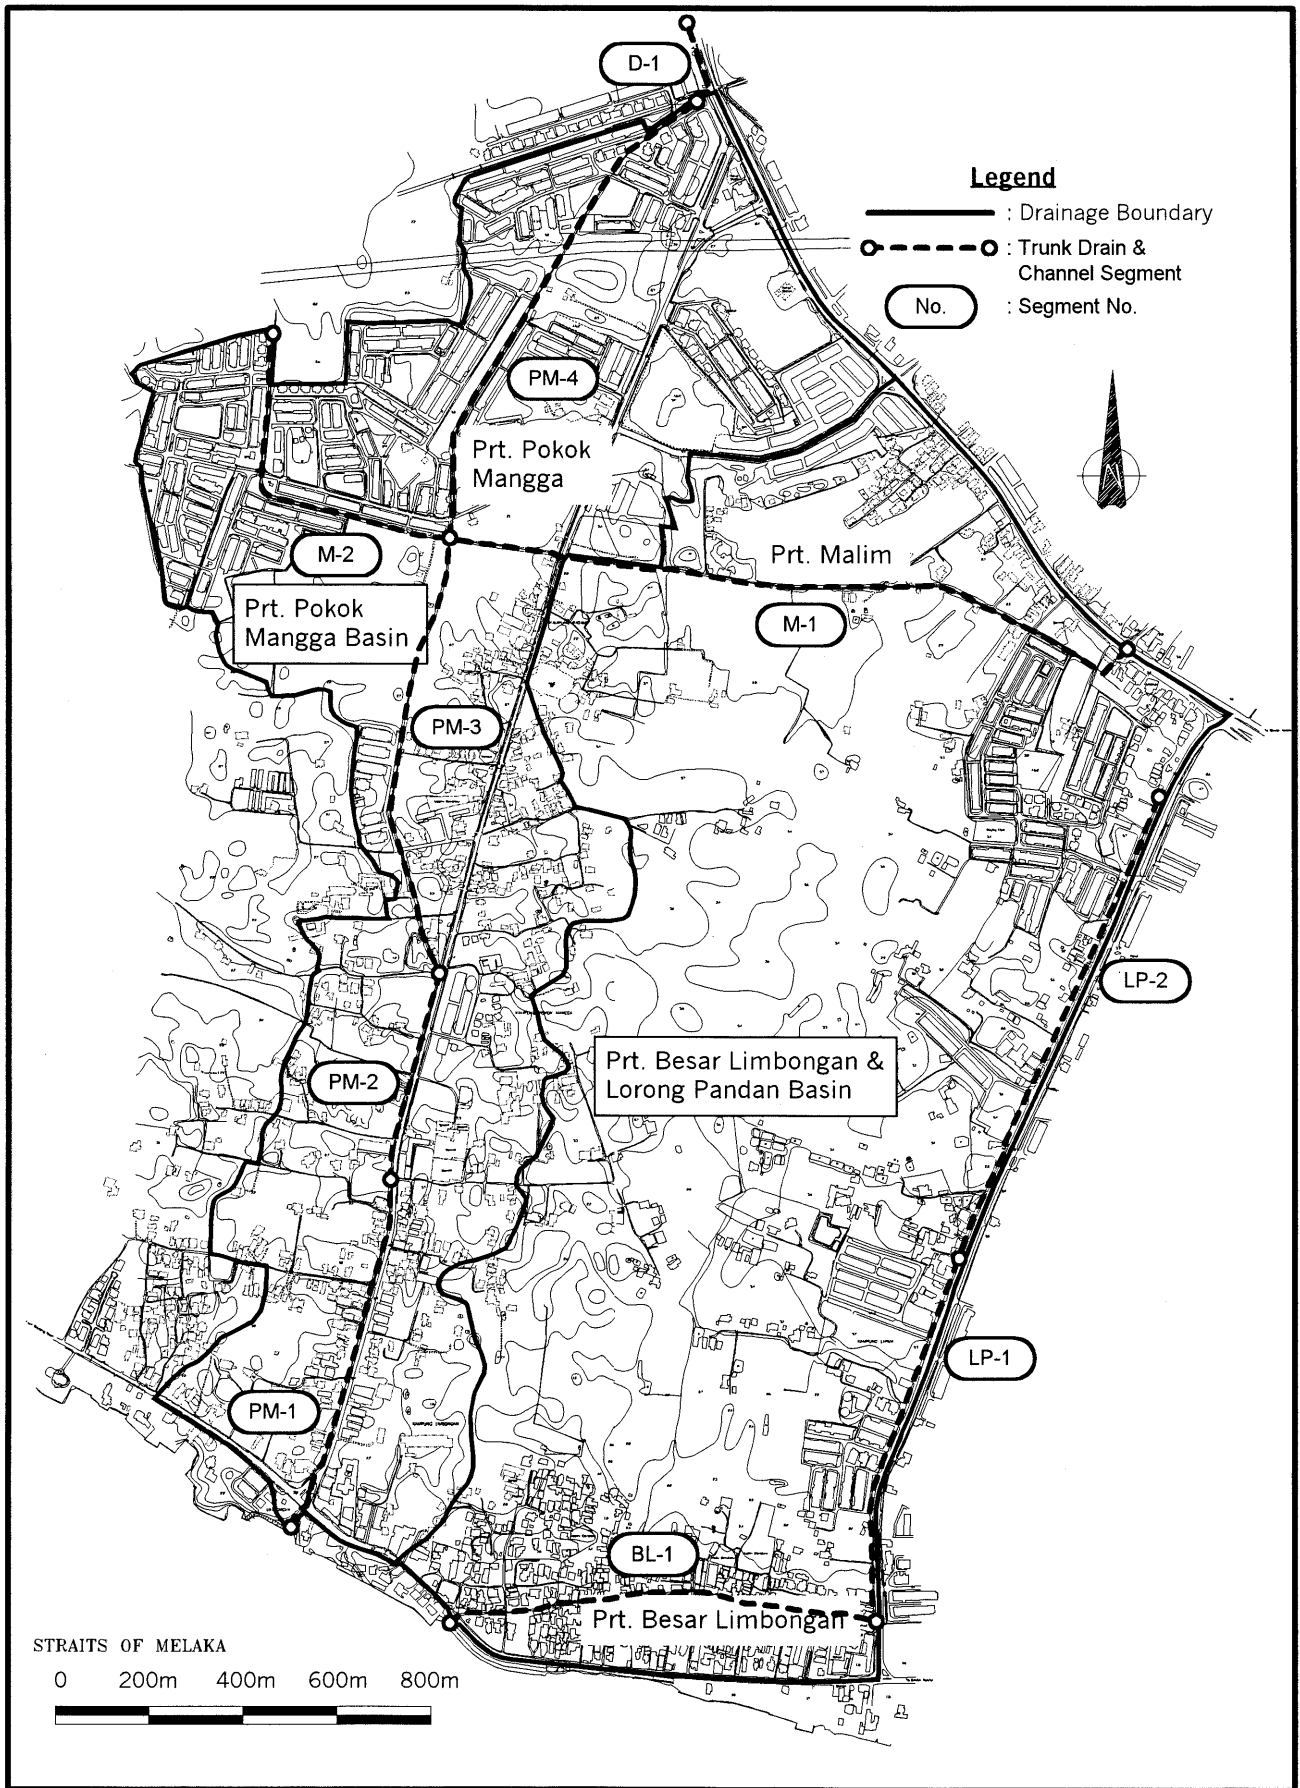 D-1
Legend
: Drainage Boundary
: Trunk Drain &
Channel Segment
No.
: Segment No.
PM-4
Prt. Pokok
Mangga
M-2
Prt. Malim
Prt. Pokok
Mangga Basin
M-1
PM-3
LP-2
Prt. Besar Limbongan &
Lorong Pandan Basin
PM-2
LP-1
PM-1
BL-1
Prt. Besar Limbongan
STRAITS OF MELAKA
0 200m 400m 600m 800m